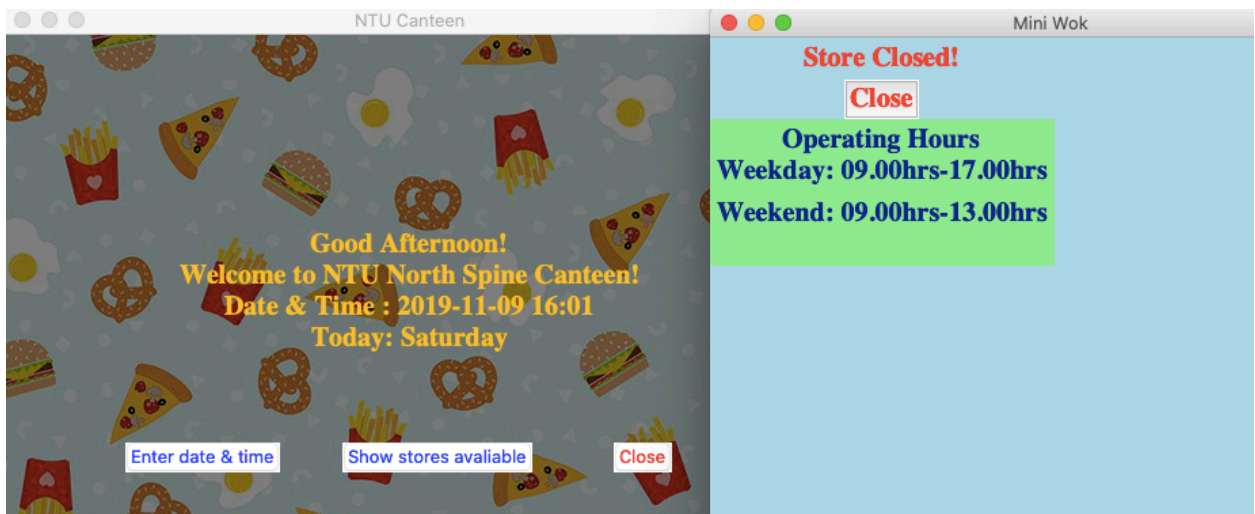 NTU Canteen
Good Afternoon!
Welcome to NTU North Spine Canteen!
Date & Time : 2019-11-09 16:01
Today: Saturday
Enter date & time
Show stores avaliable
Close
Mini Wok
Store Closed!
Close
Operating Hours
Weekday: 09.00hrs-17.00hrs
Weekend: 09.00hrs-13.00hrs